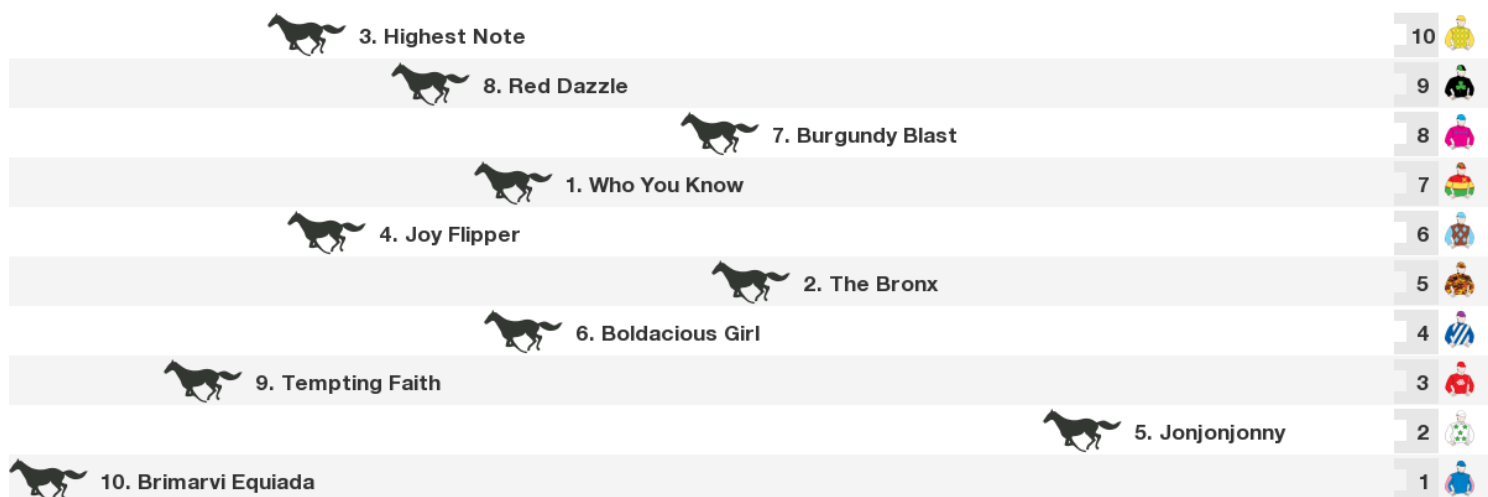 3. Highest Note 10
8. Red Dazzle 9
7. Burgundy Blast 8
1. Who You Know 7
4. Joy Flipper 6
2. The Bronx 5
6. Boldacious Girl 4
9. Tempting Faith 3
5. Jonjonjonny 2
10. Brimarvi Equiada 1